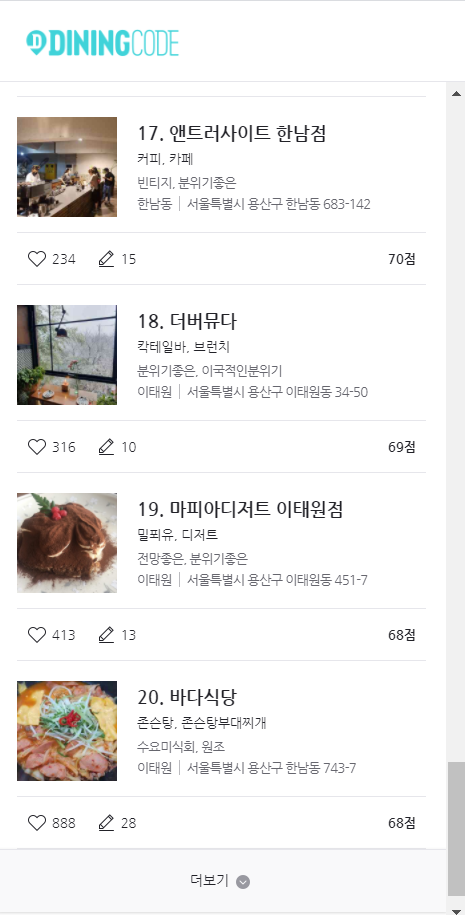 DININGCODE
17. 앤트러사이트 한남점
커피, 카페
빈티지, 분위기좋은
한남동 | 서울특별시 용산구 한남동 683-142
234 15 70점
18. 더버뮤다
칵테일바, 브런치
분위기좋은, 이국적인분위기
이태원 | 서울특별시 용산구 이태원동 34-50
316 10 69점
19. 마피아디저트 이태원점
밀푀유, 디저트
전망좋은, 분위기좋은
이태원 | 서울특별시 용산구 이태원동 451-7
413 13 68점
20. 바다식당
존슨탕, 존슨탕부대찌개
수요미식회, 원조
이태원 | 서울특별시 용산구 한남동 743-7
888 28 68점
더보기